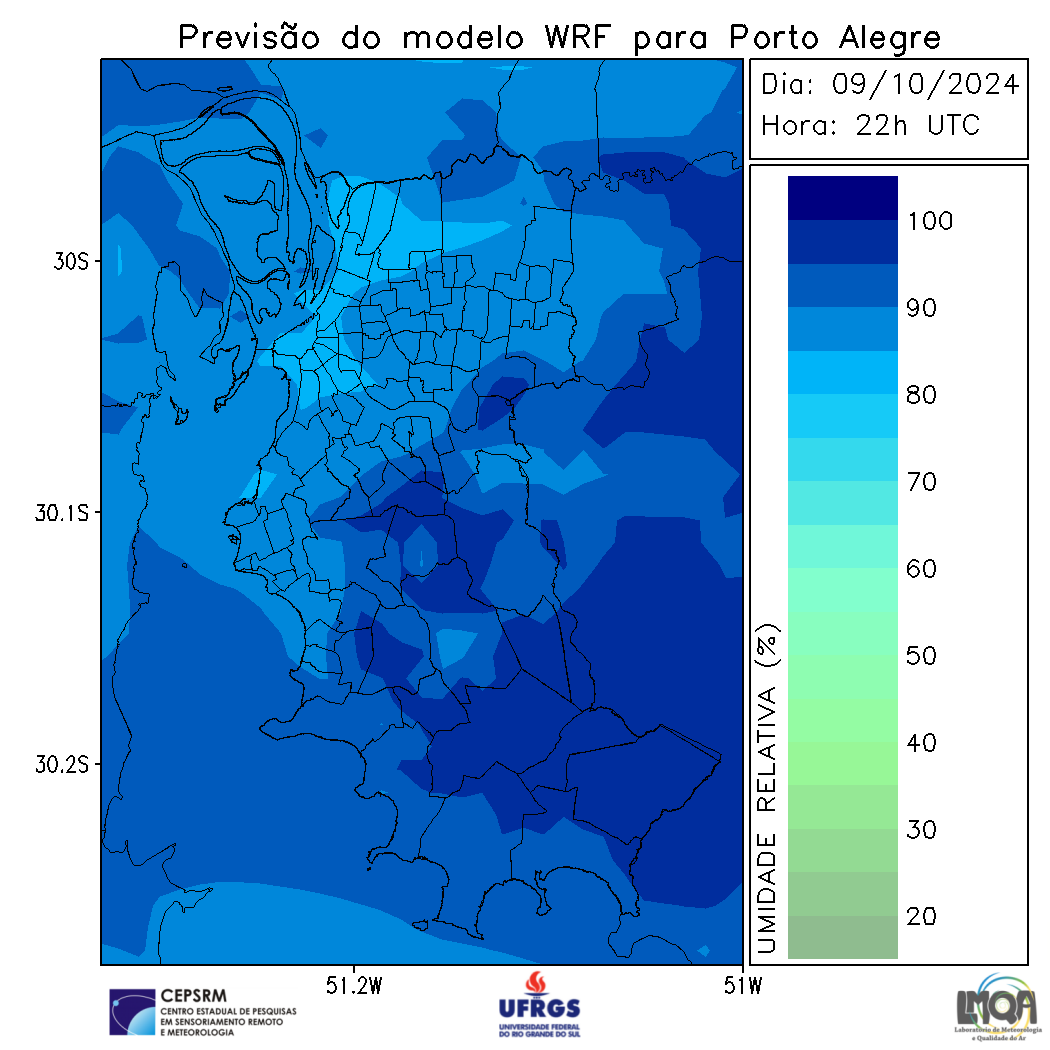 Previsão do modelo WRF para Porto Alegre
Dia: 09/10/2024
Hora: 22h UTC
100
90
80
70
60
50
40
30
20
UMIDADE RELATIVA (%)
30S
30.1S
30.2S
51.2W
51W
CEPSRM
CENTRO ESTADUAL DE PESQUISAS
EM SENSORIAMENTO REMOTO
E METEOROLOGIA
UFRGS
UNIVERSIDADE FEDERAL
DO RIO GRANDE DO SUL
LMQA
Laboratório de Meteorologia
e Qualidade do Ar